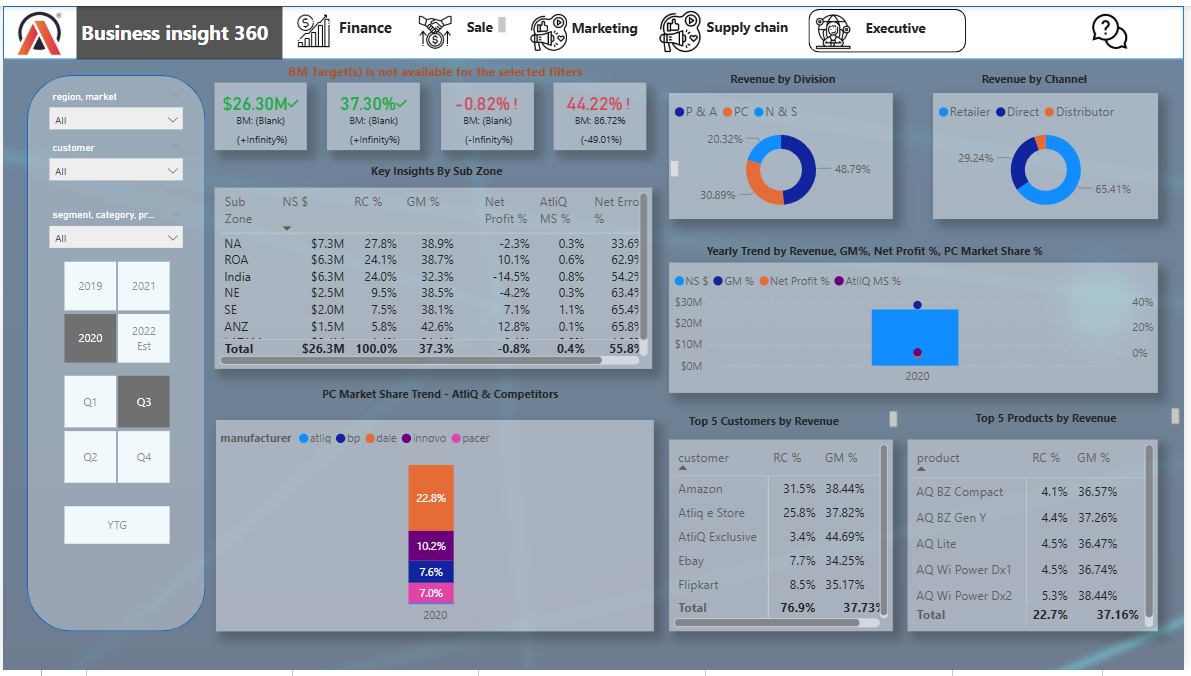 Business insight 360
Finance
Sale
Marketing
Supply chain
Executive
BM Target(s) is not available for the selected filters
region, market
All
customer
All
segment, category, pr...
All
2019
2021
2020
2022
Est
Q1
Q3
Q2
Q4
YTG
$26.30M
BM: (Blank)
(+Infinity%)
37.30%
BM: (Blank)
(+Infinity%)
-0.82% !
BM: (Blank)
(-Infinity%)
44.22% !
BM: 86.72%
(-49.01%)
Key Insights By Sub Zone
Sub Zone NS $ RC % GM % Net Profit % AtliQ MS % Net Erro %
NA $7.3M 27.8% 38.9% -2.3% 0.3% 33.6%
ROA $6.3M 24.1% 38.7% 10.1% 0.6% 62.9%
India $6.3M 24.0% 32.3% -14.5% 0.8% 54.2%
NE $2.5M 9.5% 38.5% -4.2% 0.3% 63.4%
SE $2.0M 7.5% 38.1% 7.1% 1.1% 65.4%
ANZ $1.5M 5.8% 42.6% 12.8% 0.1% 65.8%
Total $26.3M 100.0% 37.3% -0.8% 0.4% 55.8%
PC Market Share Trend - AtliQ & Competitors
manufacturer atliq bp dale innovo pacer
22.8%
10.2%
7.6%
7.0%
2020
Revenue by Division
P & A PC N & S
20.32%
48.79%
30.89%
Revenue by Channel
Retailer Direct Distributor
29.24%
65.41%
Yearly Trend by Revenue, GM%, Net Profit %, PC Market Share %
NS $ GM % Net Profit % AtliQ MS %
$30M 40%
$20M 20%
$10M 0%
$0M
2020
Top 5 Customers by Revenue
customer RC % GM %
Amazon 31.5% 38.44%
Atliq e Store 25.8% 37.82%
AtliQ Exclusive 3.4% 44.69%
Ebay 7.7% 34.25%
Flipkart 8.5% 35.17%
Total 76.9% 37.73%
Top 5 Products by Revenue
product RC % GM %
AQ BZ Compact 4.1% 36.57%
AQ BZ Gen Y 4.4% 37.26%
AQ Lite 4.5% 36.47%
AQ Wi Power Dx1 4.5% 36.74%
AQ Wi Power Dx2 5.3% 38.44%
Total 22.7% 37.16%